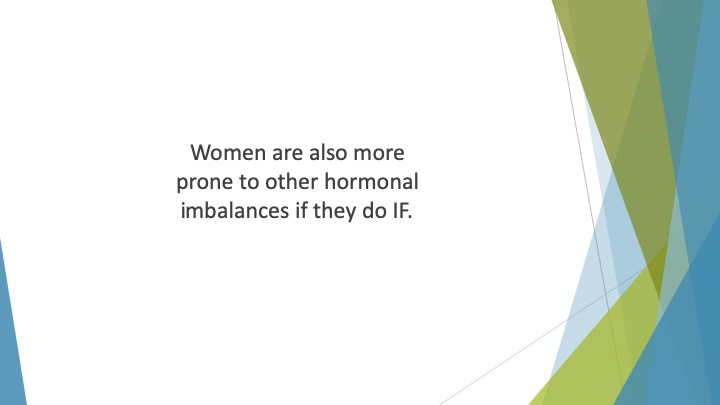 Women are also more
prone to other hormonal
imbalances if they do IF.